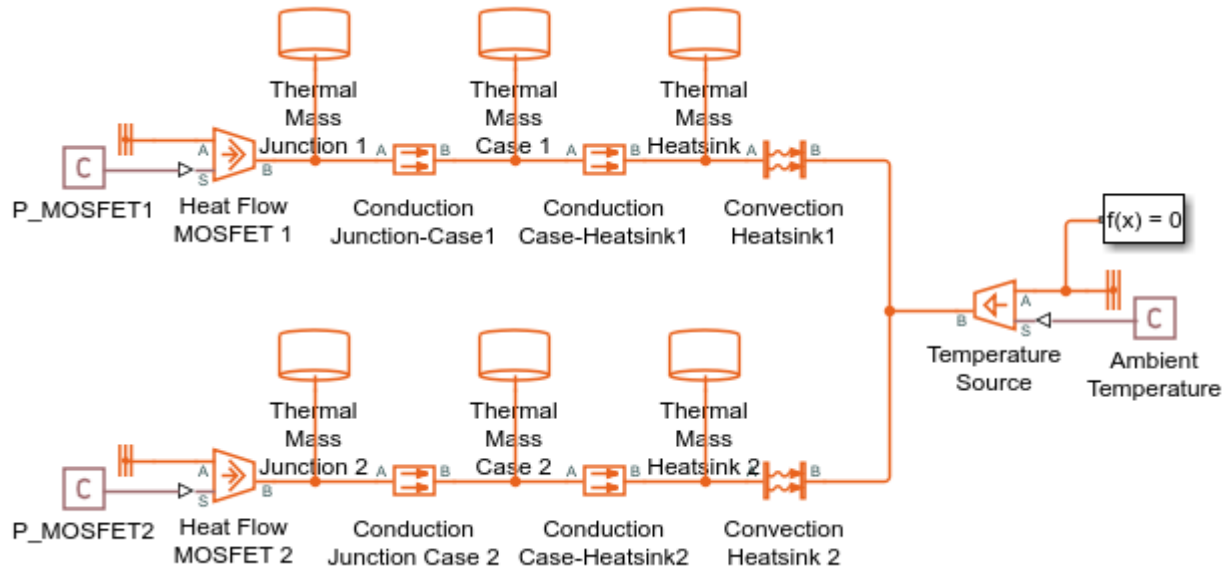 Thermal
Mass
Junction 1
Thermal
Mass
Case 1
Thermal
Mass
Heatsink
C
A
S
B
A
B
A
B
A
B
P_MOSFET1
Heat Flow
MOSFET 1
Conduction
Junction-Case1
Conduction
Case-Heatsink1
Convection
Heatsink1
f(x) = 0
A
B
S
C
Temperature
Source
Ambient
Temperature
Thermal
Mass
Junction 2
Thermal
Mass
Case 2
Thermal
Mass
Heatsink 2
C
A
S
B
A
B
A
B
A
B
P_MOSFET2
Heat Flow
MOSFET 2
Conduction
Junction Case 2
Conduction
Case-Heatsink2
Convection
Heatsink 2